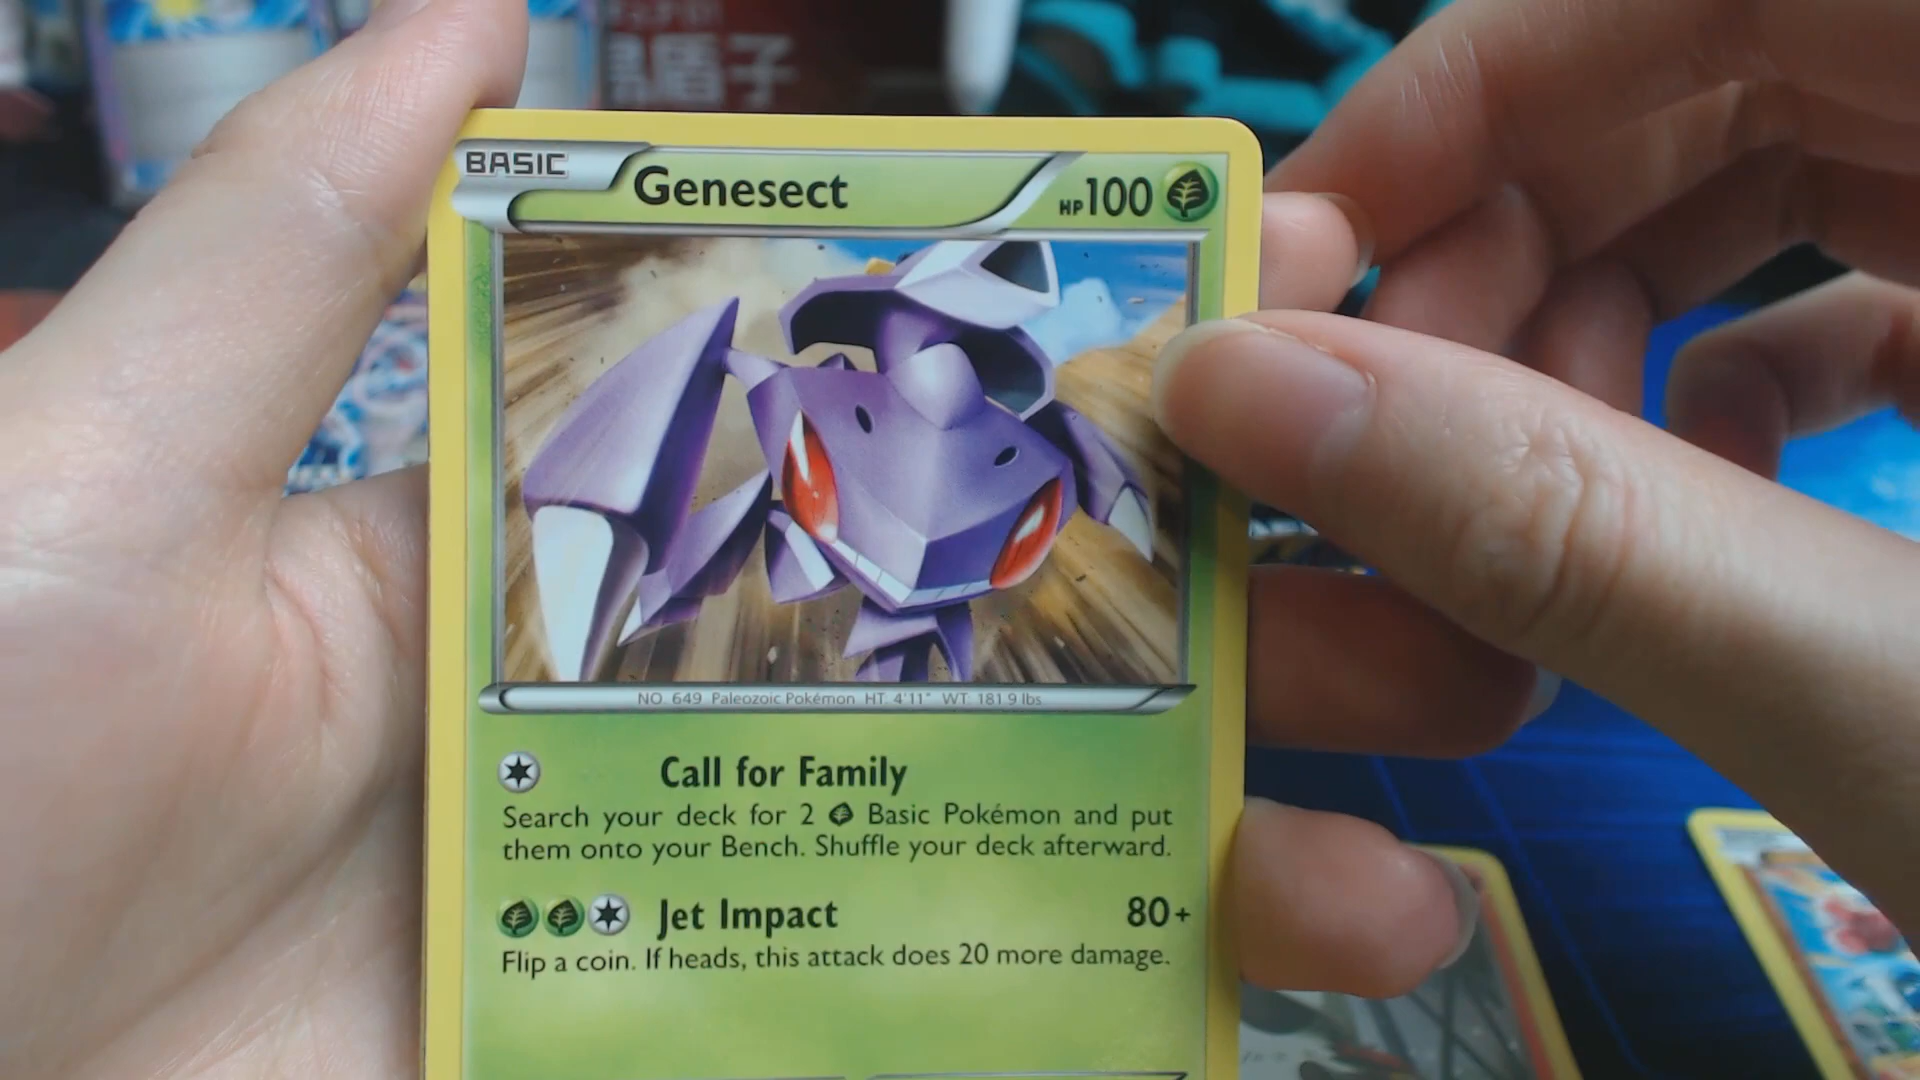 盾子
BASIC
Genesect
HP100
NO. 649 Paleozoic Pokémon HT: 4'11" WT: 181.9 lbs
Call for Family
Search your deck for 2 Basic Pokémon and put
them onto your Bench. Shuffle your deck afterward.
Jet Impact 80+
Flip a coin. If heads, this attack does 20 more damage.